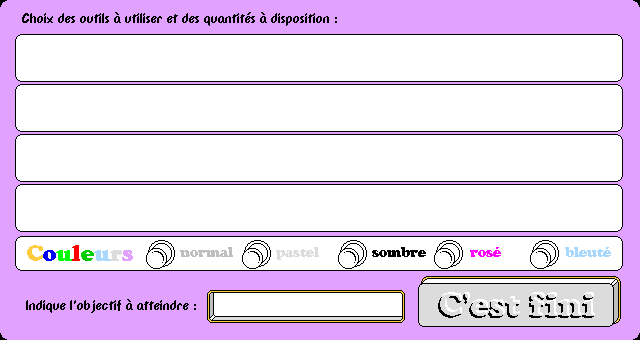 Choix des outils à utiliser et des quantités à disposition :
Couleurs normal pastel sombre rosé bleuté
Indique l'objectif à atteindre :
C'est fini